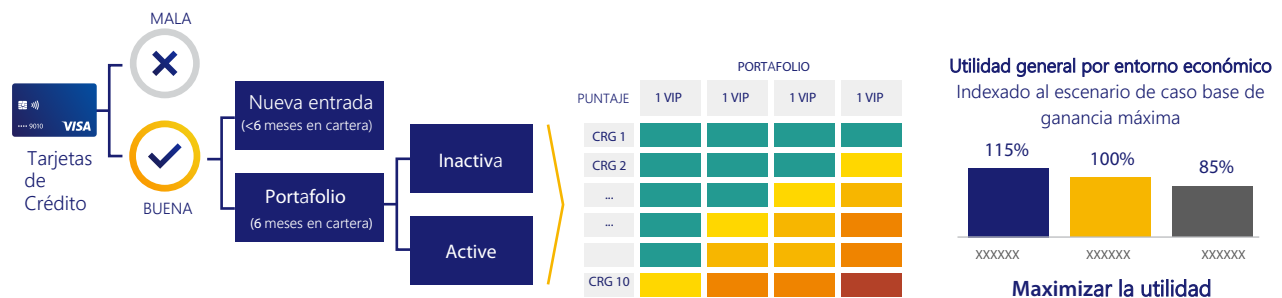 MALA
9010
VISA
Tarjetas
de
Crédito
BUENA
Nueva entrada
(<6 meses en cartera)
Portafolio
(6 meses en cartera)
Inactiva
Active
PORTAFOLIO
PUNTAJE 1 VIP 1 VIP 1 VIP 1 VIP
CRG 1
CRG 2
...
...
CRG 10
Utilidad general por entorno económico
Indexado al escenario de caso base de
ganancia máxima
115% 100% 85%
XXXXXX XXXXXX XXXXXX
Maximizar la utilidad